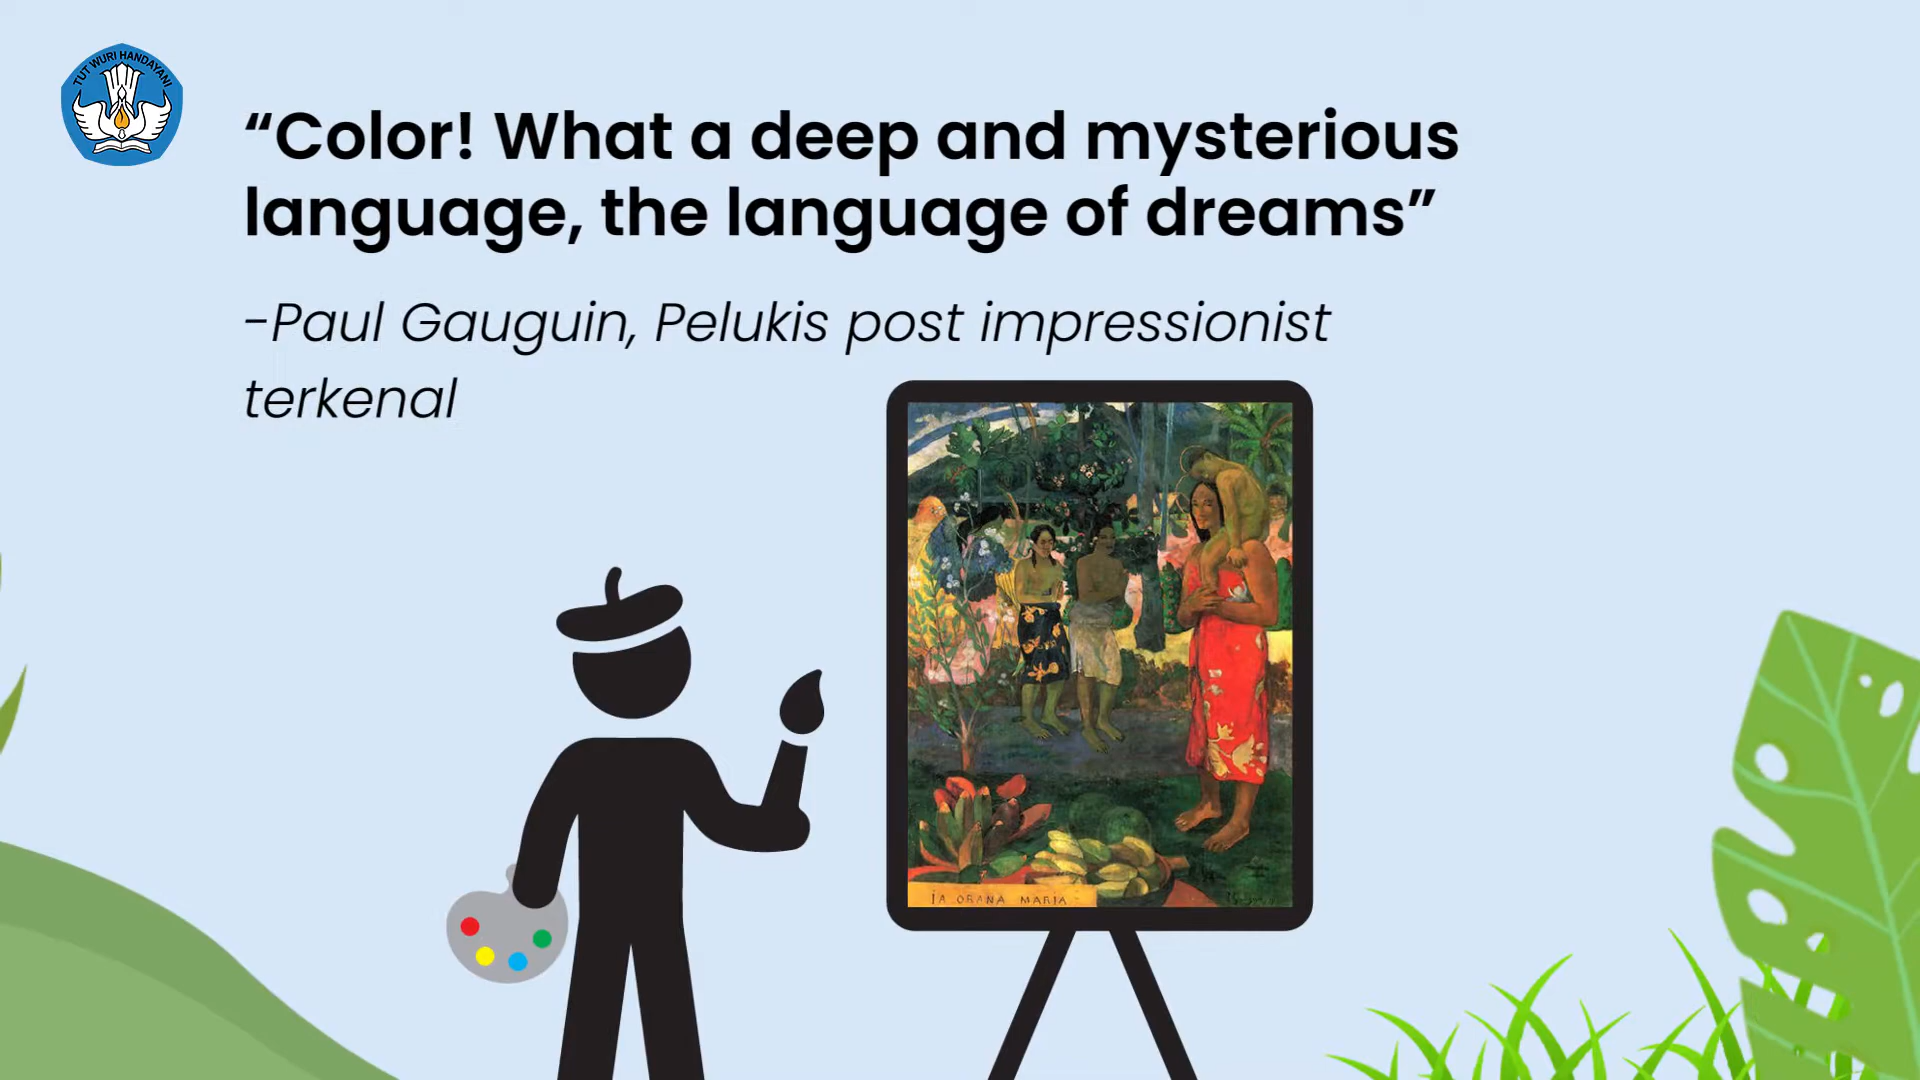 TUT WURI HANDAYANI
“Color! What a deep and mysterious
language, the language of dreams”
-Paul Gauguin, Pelukis post impressionist
terkenal
IA ORANA MARIA